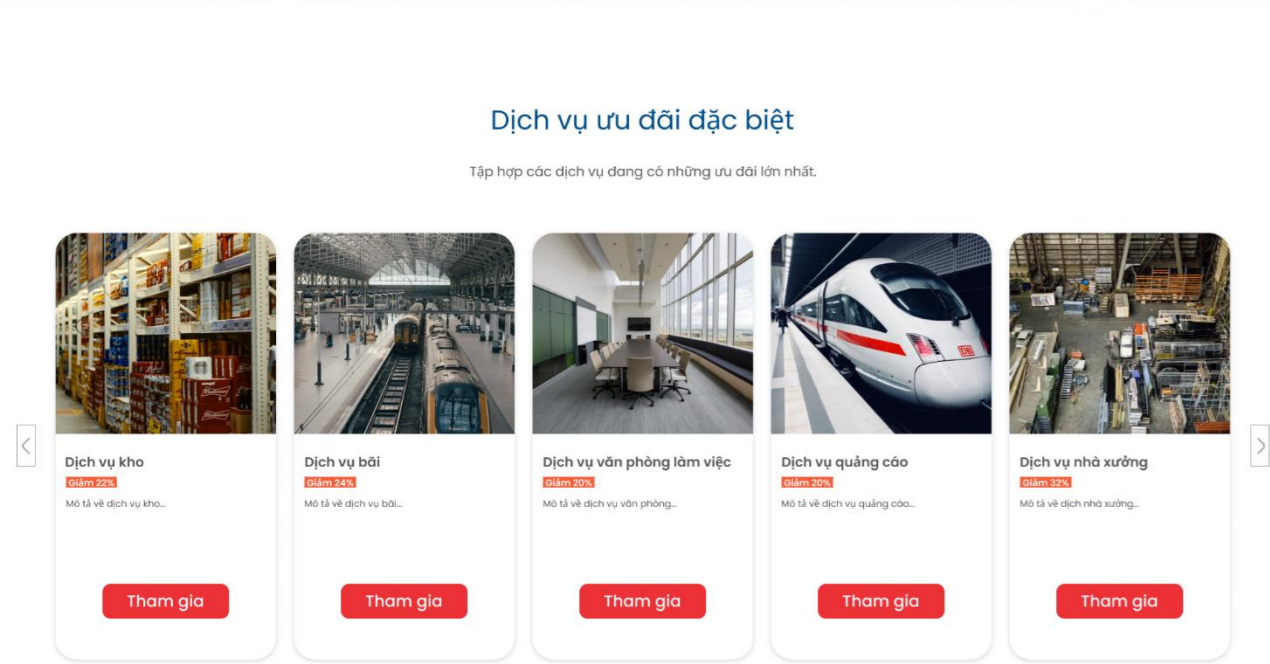 Dịch vụ ưu đãi đặc biệt
Tập hợp các dịch vụ đang có những ưu đãi lớn nhất.
DB
Dịch vụ kho
Giảm 22%
Mô tả về dịch vụ kho...
Tham gia
Dịch vụ bãi
Giảm 24%
Mô tả về dịch vụ bãi...
Tham gia
Dịch vụ văn phòng làm việc
Giảm 20%
Mô tả về dịch vụ văn phòng...
Tham gia
Dịch vụ quảng cáo
Giảm 20%
Mô tả về dịch vụ quảng cáo...
Tham gia
Dịch vụ nhà xưởng
Giảm 32%
Mô tả về dịch nhà xưởng...
Tham gia